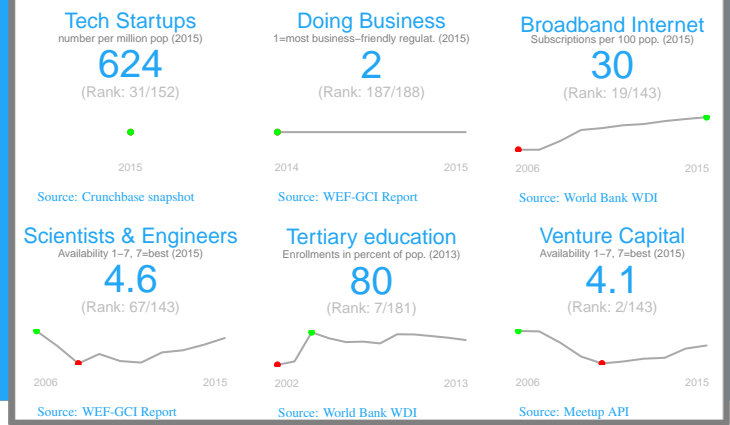 Tech Startups
number per million pop (2015)
624
(Rank: 31/152)
2015
Source: Crunchbase snapshot
Doing Business
1=most business−friendly regulat. (2015)
2
(Rank: 187/188)
2014 2015
Source: WEF-GCI Report
Broadband Internet
Subscriptions per 100 pop. (2015)
30
(Rank: 19/143)
2006 2015
Source: World Bank WDI
Scientists & Engineers
Availability 1−7, 7=best (2015)
4.6
(Rank: 67/143)
2006 2015
Source: WEF-GCI Report
Tertiary education
Enrollments in percent of pop. (2013)
80
(Rank: 7/181)
2002 2013
Source: World Bank WDI
Venture Capital
Availability 1−7, 7=best (2015)
4.1
(Rank: 2/143)
2006 2015
Source: Meetup API